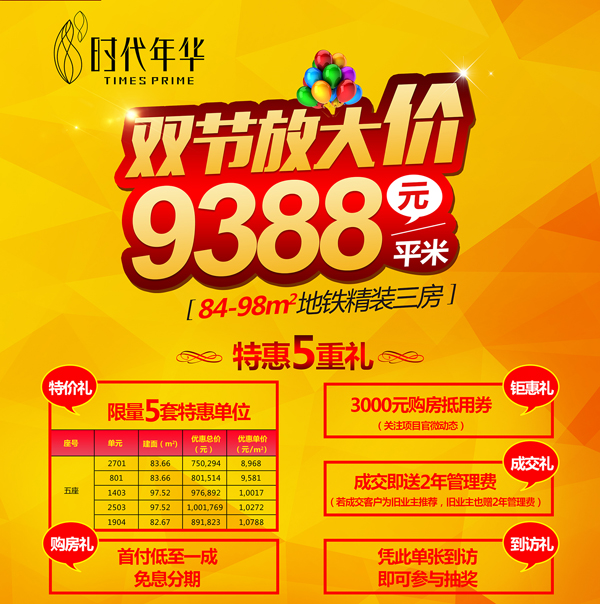 时代年华
TIMES PRIME
双节放大价
9388元/平米
[ 84-98m²地铁精装三房 ]
特惠5重礼
特价礼
限量5套特惠单位
座号 单元 建面（m²） 优惠总价（元） 优惠单价（元/m²）
五座
2701 83.66 750,294 8,968
801 83.66 801,514 9,581
1403 97.52 976,892 1,0017
2503 97.52 1,001,769 1,0272
1904 82.67 891,823 1,0788
钜惠礼
3000元购房抵用券
（关注项目官微动态）
成交礼
成交即送2年管理费
（若成交客户为旧业主推荐，旧业主也赠2年管理费）
购房礼
首付低至一成
免息分期
到访礼
凭此单张到访
即可参与抽奖